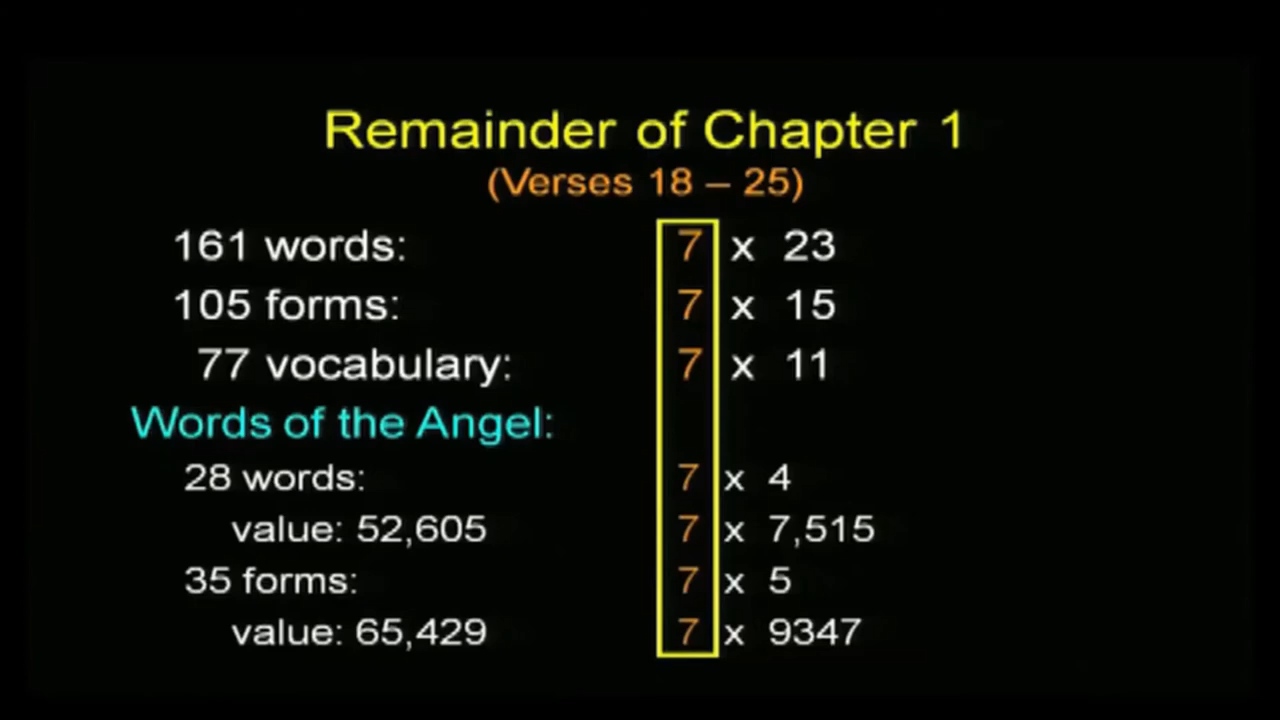 Remainder of Chapter 1
(Verses 18 – 25)
161 words: 7 x 23
105 forms: 7 x 15
77 vocabulary: 7 x 11
Words of the Angel:
28 words: 7 x 4
value: 52,605 7 x 7,515
35 forms: 7 x 5
value: 65,429 7 x 9347